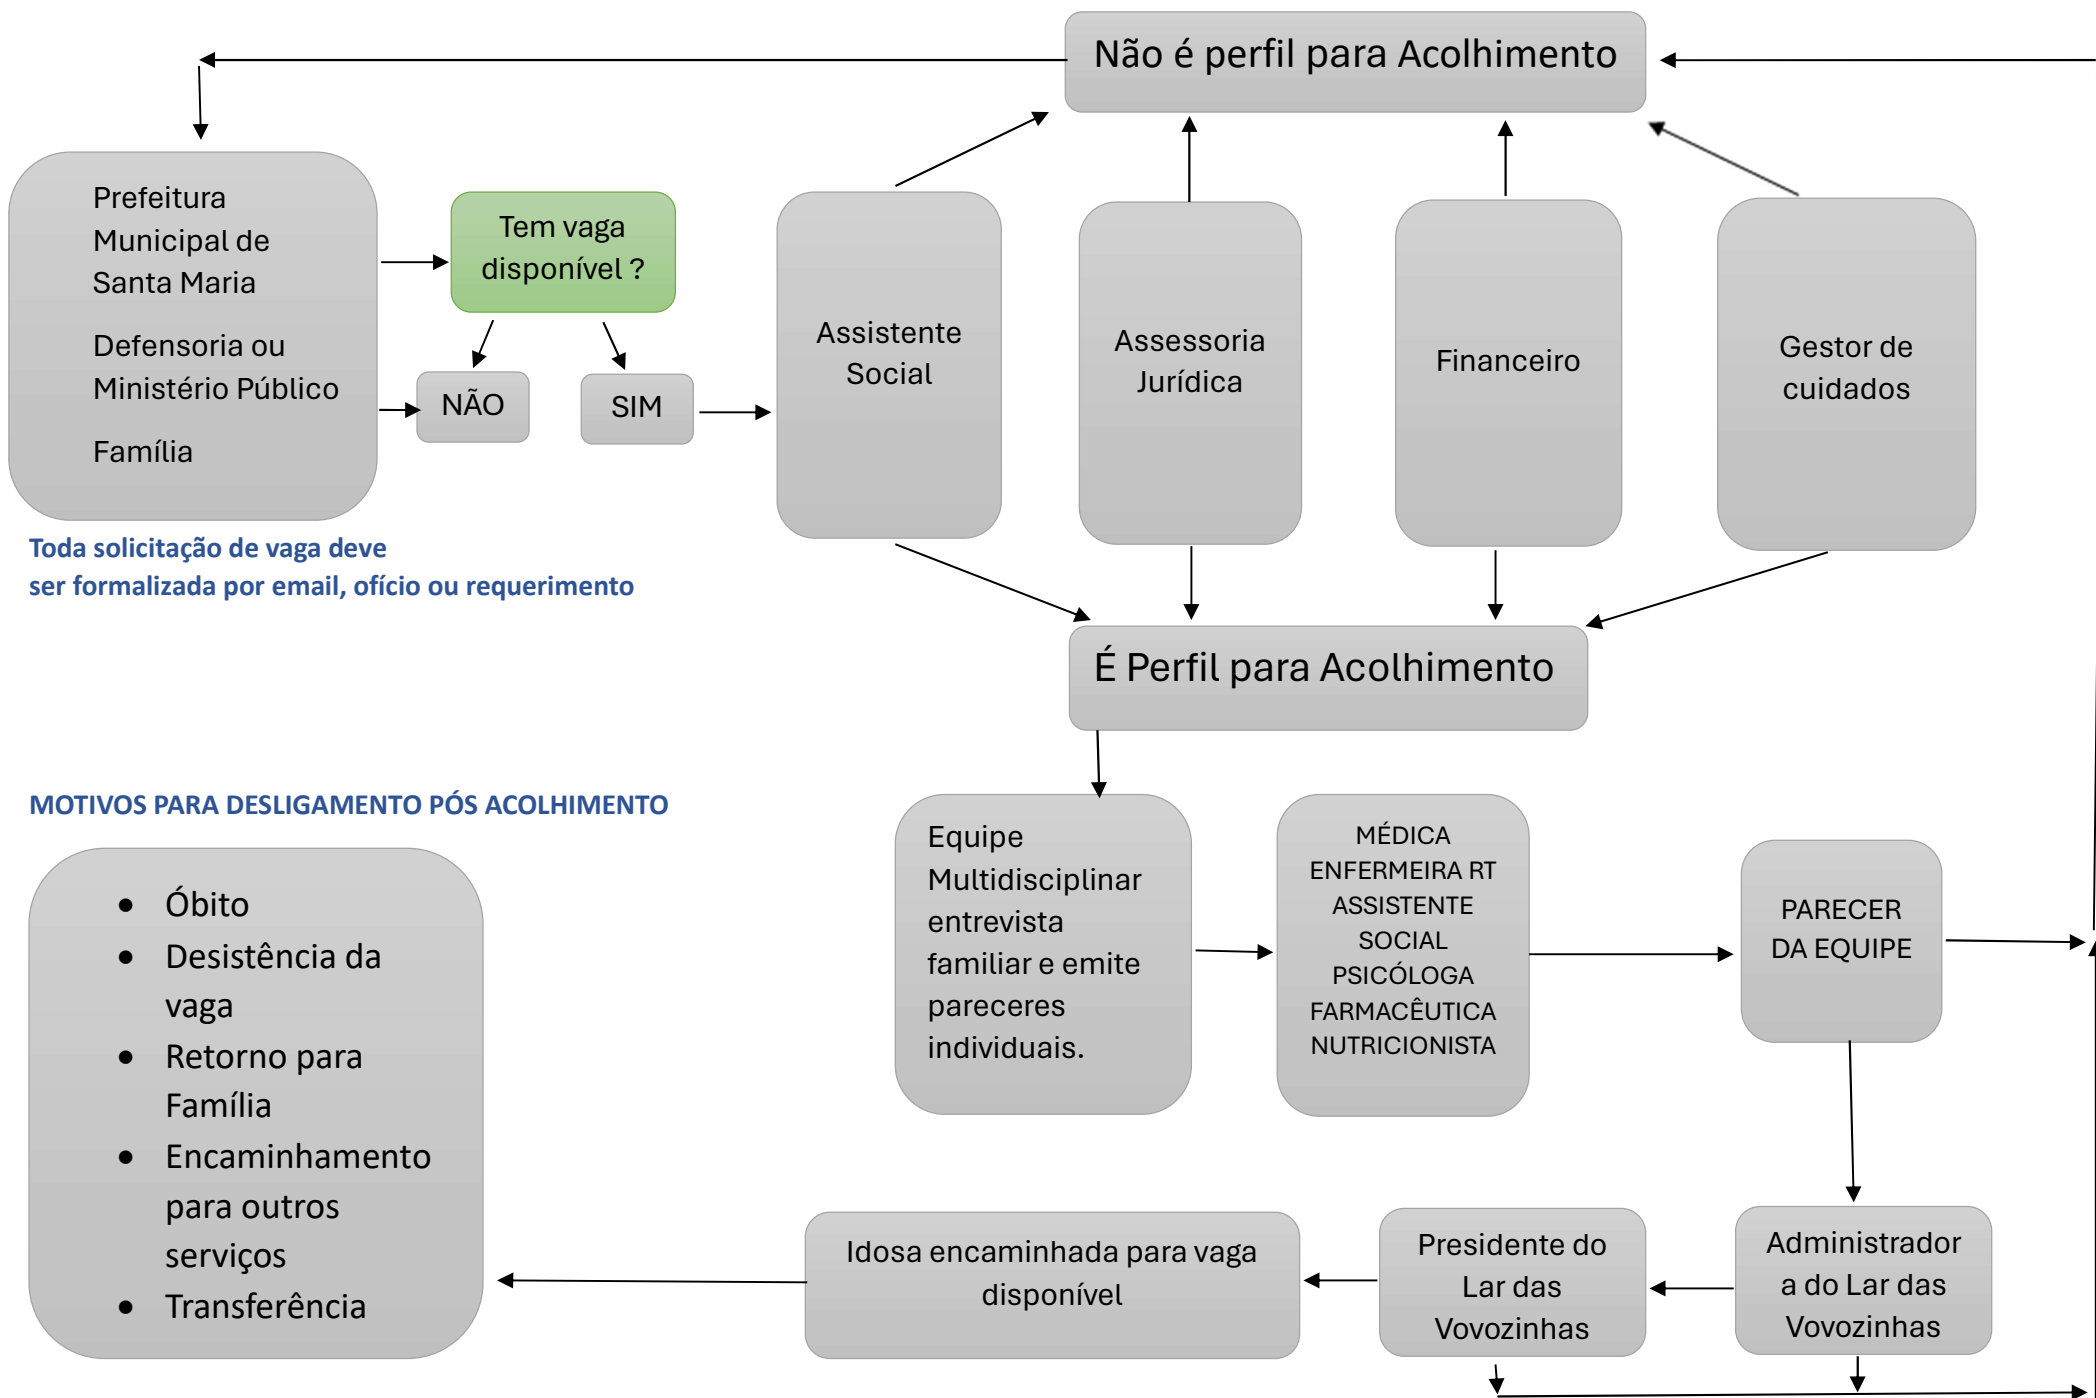 Não é perfil para Acolhimento
Prefeitura
Municipal de
Santa Maria
Defensoria ou
Ministério Público
Família
Tem vaga
disponível ?
NÃO
SIM
Assistente
Social
Assessoria
Jurídica
Financeiro
Gestor de
cuidados
Toda solicitação de vaga deve
ser formalizada por email, ofício ou requerimento
É Perfil para Acolhimento
MOTIVOS PARA DESLIGAMENTO PÓS ACOLHIMENTO
• Óbito
• Desistência da
vaga
• Retorno para
Família
• Encaminhamento
para outros
serviços
• Transferência
Equipe
Multidisciplinar
entrevista
familiar e emite
pareceres
individuais.
MÉDICA
ENFERMEIRA RT
ASSISTENTE
SOCIAL
PSICÓLOGA
FARMACÊUTICA
NUTRICIONISTA
PARECER
DA EQUIPE
Idosa encaminhada para vaga
disponível
Presidente do
Lar das
Vovozinhas
Administrador
a do Lar das
Vovozinhas